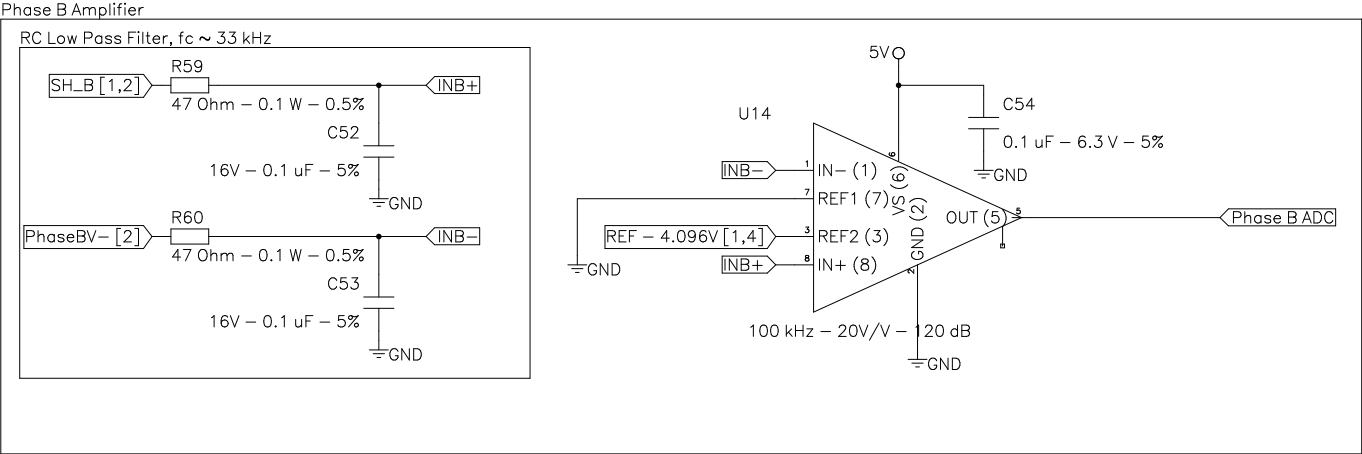 Phase B Amplifier
RC Low Pass Filter, fc ~ 33 kHz
SH_B [1,2]
R59
47 Ohm - 0.1 W - 0.5%
INB+
C52
16V - 0.1 uF - 5%
GND
PhaseBV- [2]
R60
47 Ohm - 0.1 W - 0.5%
INB-
C53
16V - 0.1 uF - 5%
GND
5V
C54
0.1 uF - 6.3 V - 5%
GND
U14
INB-
1
IN- (1)
7
REF1 (7)
GND
REF - 4.096V [1,4]
3
REF2 (3)
INB+
8
IN+ (8)
6
VS (6)
GND (2)
2
OUT (5)
5
Phase B ADC
100 kHz - 20V/V - 120 dB
GND